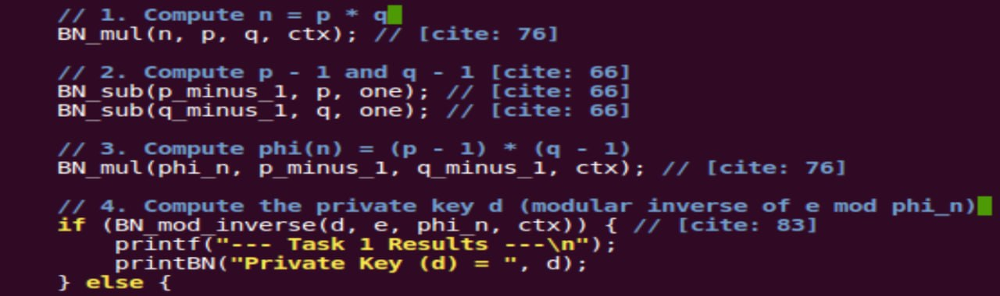 // 1. Compute n = p * q
BN_mul(n, p, q, ctx); // [cite: 76]
// 2. Compute p - 1 and q - 1 [cite: 66]
BN_sub(p_minus_1, p, one); // [cite: 66]
BN_sub(q_minus_1, q, one); // [cite: 66]
// 3. Compute phi(n) = (p - 1) * (q - 1)
BN_mul(phi_n, p_minus_1, q_minus_1, ctx); // [cite: 76]
// 4. Compute the private key d (modular inverse of e mod phi_n)
if (BN_mod_inverse(d, e, phi_n, ctx)) { // [cite: 83]
printf("--- Task 1 Results ---\n");
printBN("Private Key (d) = ", d);
} else {